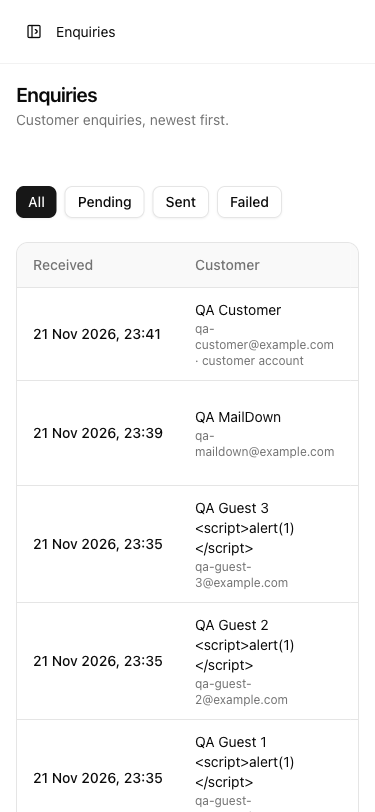 Enquiries
Enquiries
Customer enquiries, newest first.
All Pending Sent Failed
Received Customer
21 Nov 2026, 23:41
QA Customer
qa-
customer@example.com
· customer account
21 Nov 2026, 23:39
QA MailDown
qa-
maildown@example.com
21 Nov 2026, 23:35
QA Guest 3
<script>alert(1)
</script>
qa-guest-
3@example.com
21 Nov 2026, 23:35
QA Guest 2
<script>alert(1)
</script>
qa-guest-
2@example.com
21 Nov 2026, 23:35
QA Guest 1
<script>alert(1)
</script>
qa-guest-